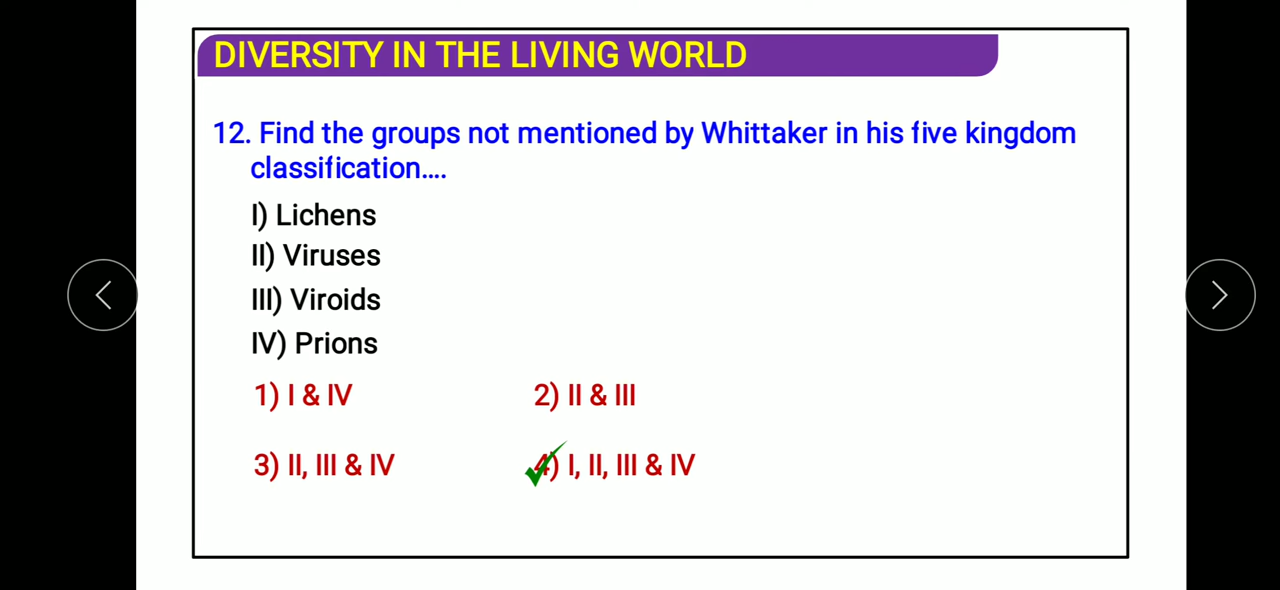 DIVERSITY IN THE LIVING WORLD
12. Find the groups not mentioned by Whittaker in his five kingdom
classification....
I) Lichens
II) Viruses
III) Viroids
IV) Prions
1) I & IV 2) II & III
3) II, III & IV 4) I, II, III & IV